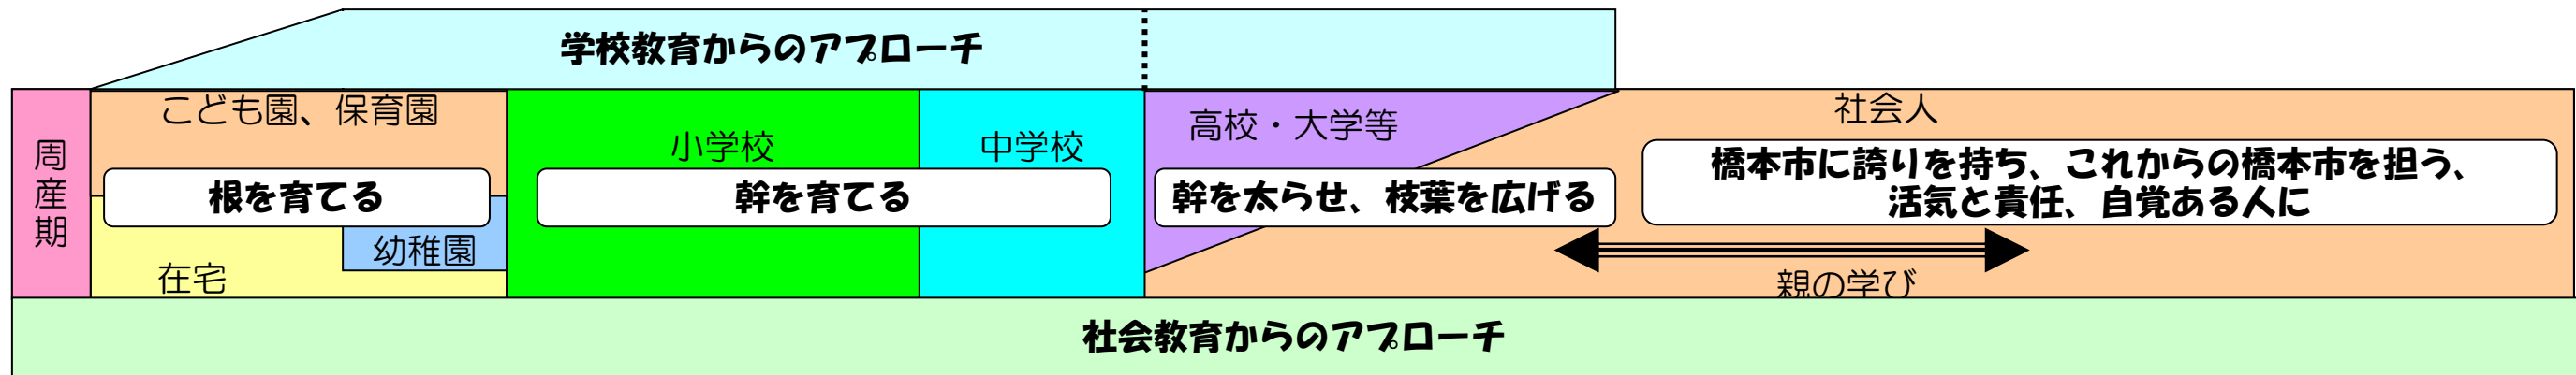 学校教育からのアプローチ
周産期
こども園、保育園
根を育てる
幼稚園
在宅
小学校
幹を育てる
中学校
高校・大学等
幹を太らせ、枝葉を広げる
社会人
橋本市に誇りを持ち、これからの橋本市を担う、
活気と責任、自覚ある人に
親の学び
社会教育からのアプローチ